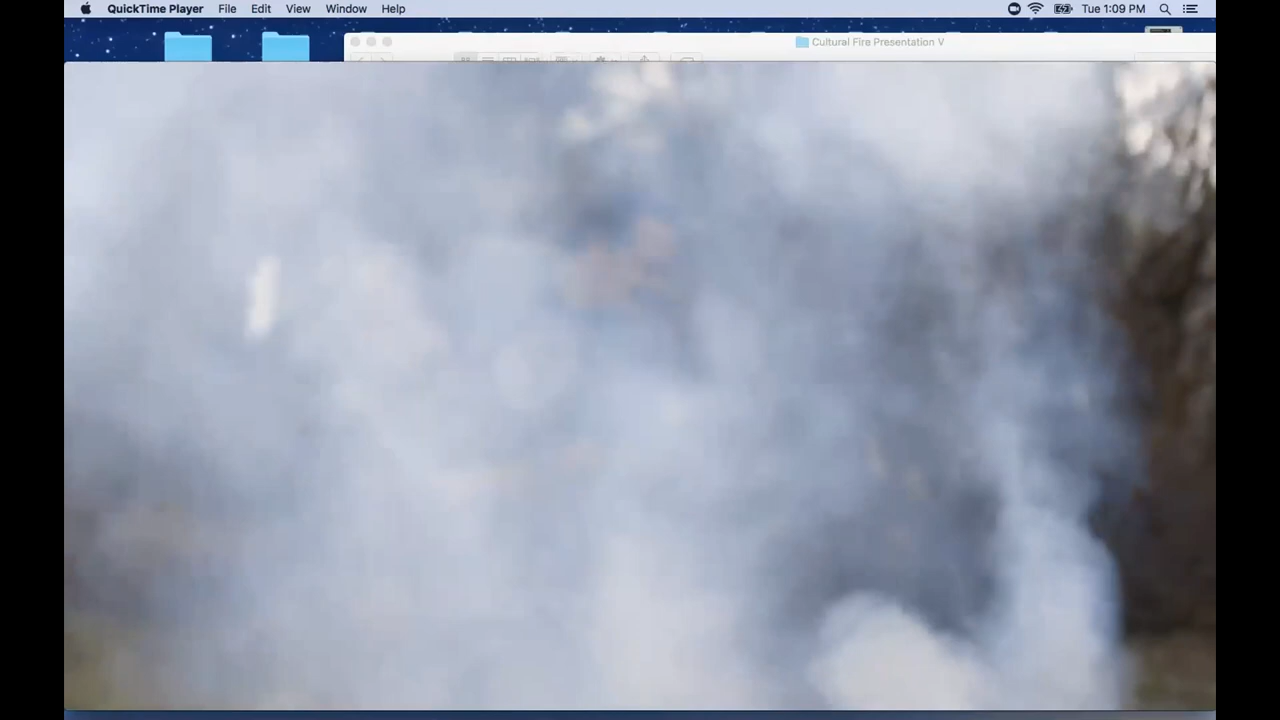 QuickTime Player File Edit View Window Help Tue 1:09 PM
Cultural Fire Presentation V